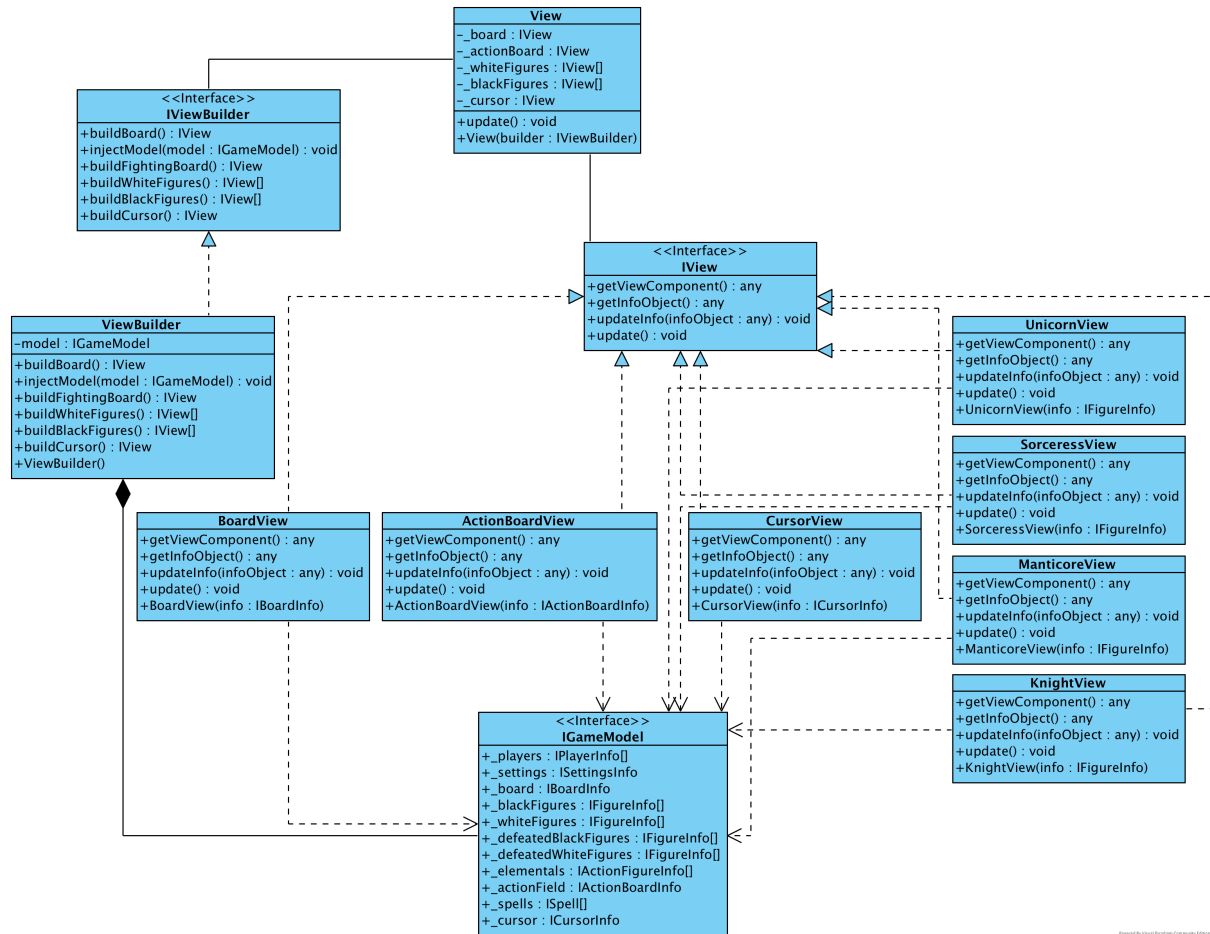 View
-_board : IView
-_actionBoard : IView
-_whiteFigures : IView[]
-_blackFigures : IView[]
-_cursor : IView
+update() : void
+View(builder : IViewBuilder)
<<Interface>>
IViewBuilder
+buildBoard() : IView
+injectModel(model : IGameModel) : void
+buildFightingBoard() : IView
+buildWhiteFigures() : IView[]
+buildBlackFigures() : IView[]
+buildCursor() : IView
<<Interface>>
IView
+getViewComponent() : any
+getInfoObject() : any
+updateInfo(infoObject : any) : void
+update() : void
ViewBuilder
-model : IGameModel
+buildBoard() : IView
+injectModel(model : IGameModel) : void
+buildFightingBoard() : IView
+buildWhiteFigures() : IView[]
+buildBlackFigures() : IView[]
+buildCursor() : IView
+ViewBuilder()
UnicornView
+getViewComponent() : any
+getInfoObject() : any
+updateInfo(infoObject : any) : void
+update() : void
+UnicornView(info : IFigureInfo)
SorceressView
+getViewComponent() : any
+getInfoObject() : any
+updateInfo(infoObject : any) : void
+update() : void
+SorceressView(info : IFigureInfo)
BoardView
+getViewComponent() : any
+getInfoObject() : any
+updateInfo(infoObject : any) : void
+update() : void
+BoardView(info : IBoardInfo)
ActionBoardView
+getViewComponent() : any
+getInfoObject() : any
+updateInfo(infoObject : any) : void
+update() : void
+ActionBoardView(info : IActionBoardInfo)
CursorView
+getViewComponent() : any
+getInfoObject() : any
+updateInfo(infoObject : any) : void
+update() : void
+CursorView(info : ICursorInfo)
ManticoreView
+getViewComponent() : any
+getInfoObject() : any
+updateInfo(infoObject : any) : void
+update() : void
+ManticoreView(info : IFigureInfo)
KnightView
+getViewComponent() : any
+getInfoObject() : any
+updateInfo(infoObject : any) : void
+update() : void
+KnightView(info : IFigureInfo)
<<Interface>>
IGameModel
+_players : IPlayerInfo[]
+_settings : ISettingsInfo
+_board : IBoardInfo
+_blackFigures : IFigureInfo[]
+_whiteFigures : IFigureInfo[]
+_defeatedBlackFigures : IFigureInfo[]
+_defeatedWhiteFigures : IFigureInfo[]
+_elementals : IActionFigureInfo[]
+_actionField : IActionBoardInfo
+_spells : ISpell[]
+_cursor : ICursorInfo
Powered By Visual Paradigm Community Edition